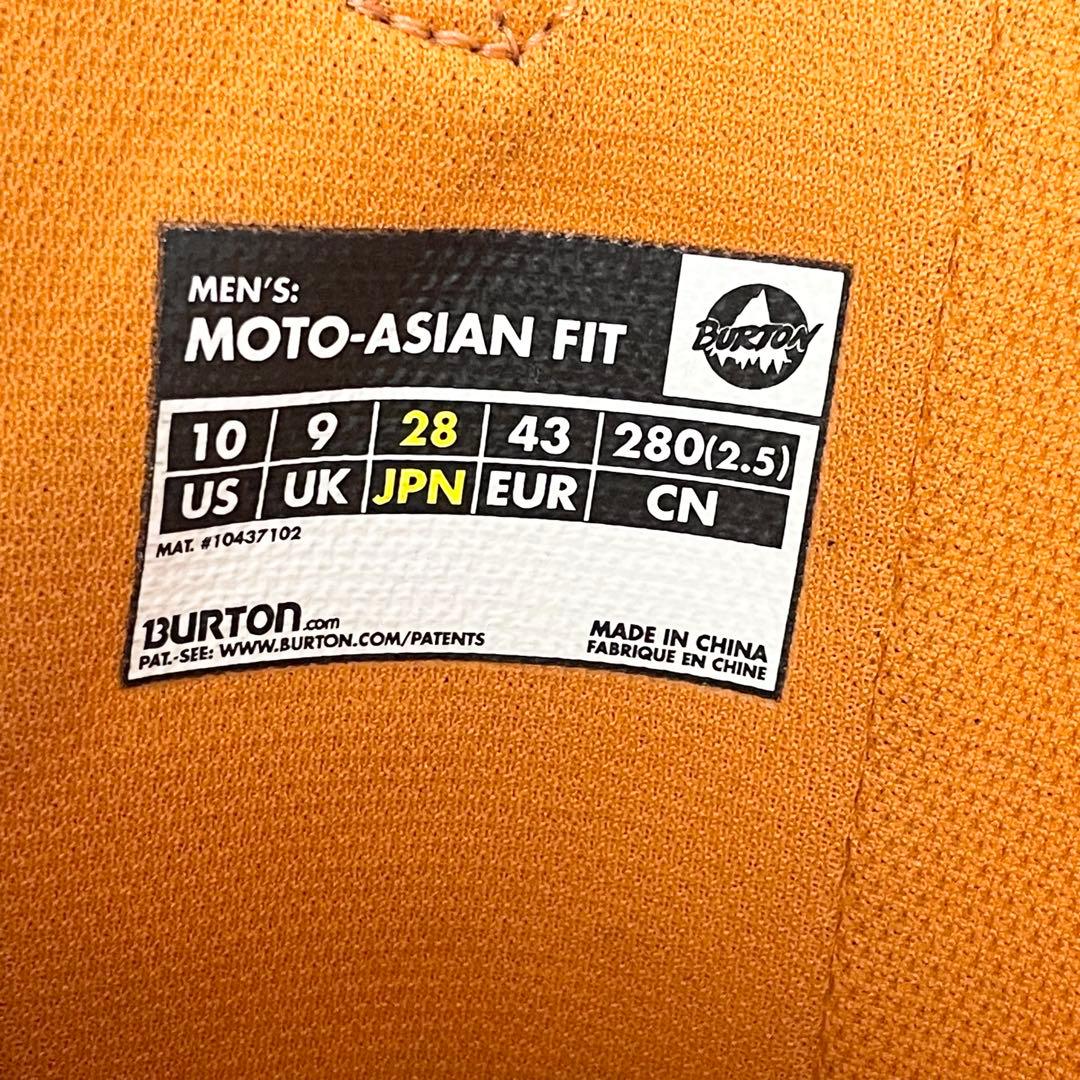 MEN'S:
MOTO-ASIAN FIT
BURTON
10 9 28 43 280(2.5)
US UK JPN EUR CN
MAT. #10437102
BURTON.com
PAT.-SEE: WWW.BURTON.COM/PATENTS
MADE IN CHINA
FABRIQUE EN CHINE